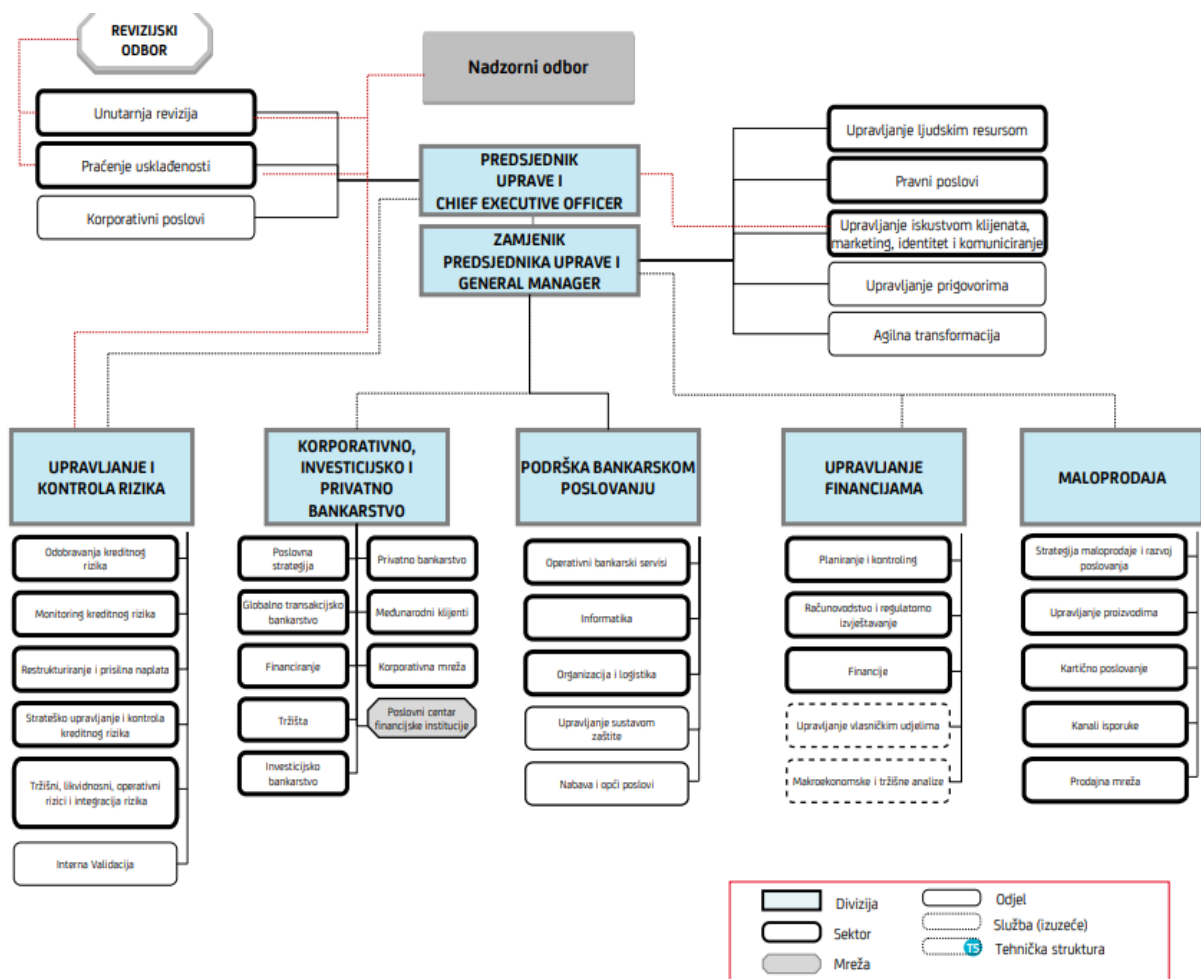 REVIZIJSKI
ODBOR
Nadzorni odbor
Unutarnja revizija
Praćenje usklađenosti
Korporativni poslovi
PREDSJEDNIK
UPRAVE I
CHIEF EXECUTIVE OFFICER
ZAMJENIK
PREDSJEDNIKA UPRAVE I
GENERAL MANAGER
Upravljanje ljudskim resursom
Pravni poslovi
Upravljanje iskustvom klijenata,
marketing, identitet i komuniciranje
Upravljanje prigovorima
Agilna transformacija
UPRAVLJANJE I
KONTROLA RIZIKA
Odobravanja kreditnog
rizika
Monitoring kreditnog rizika
Restrukturiranje i prisilna naplata
Strateško upravljanje i kontrola
kreditnog rizika
Tržišni, likvidnosni, operativni
rizici i integracija rizika
Interna Validacija
KORPORATIVNO,
INVESTICIJSKO I
PRIVATNO
BANKARSTVO
Poslovna
strategija
Globalno transakcijsko
bankarstvo
Financiranje
Tržišta
Investicijsko
bankarstvo
Privatno bankarstvo
Međunarodni klijenti
Korporativna mreža
Poslovni centar
financijske institucije
PODRŠKA BANKARSKOM
POSLOVANJU
Operativni bankarski servisi
Informatika
Organizacija i logistika
Upravljanje sustavom
zaštite
Nabava i opći poslovi
UPRAVLJANJE
FINANCIJAMA
Planiranje i kontroling
Računovodstvo i regulatorno
izvještavanje
Financije
Upravljanje vlasničkim udjelima
Makroekonomske i tržišne analize
MALOPRODAJA
Strategija maloprodaje i razvoj
poslovanja
Upravljanje proizvodima
Kartično poslovanje
Kanali isporuke
Prodajna mreža
Divizija
Sektor
Mreža
Odjel
Služba (izuzeće)
TS Tehnička struktura